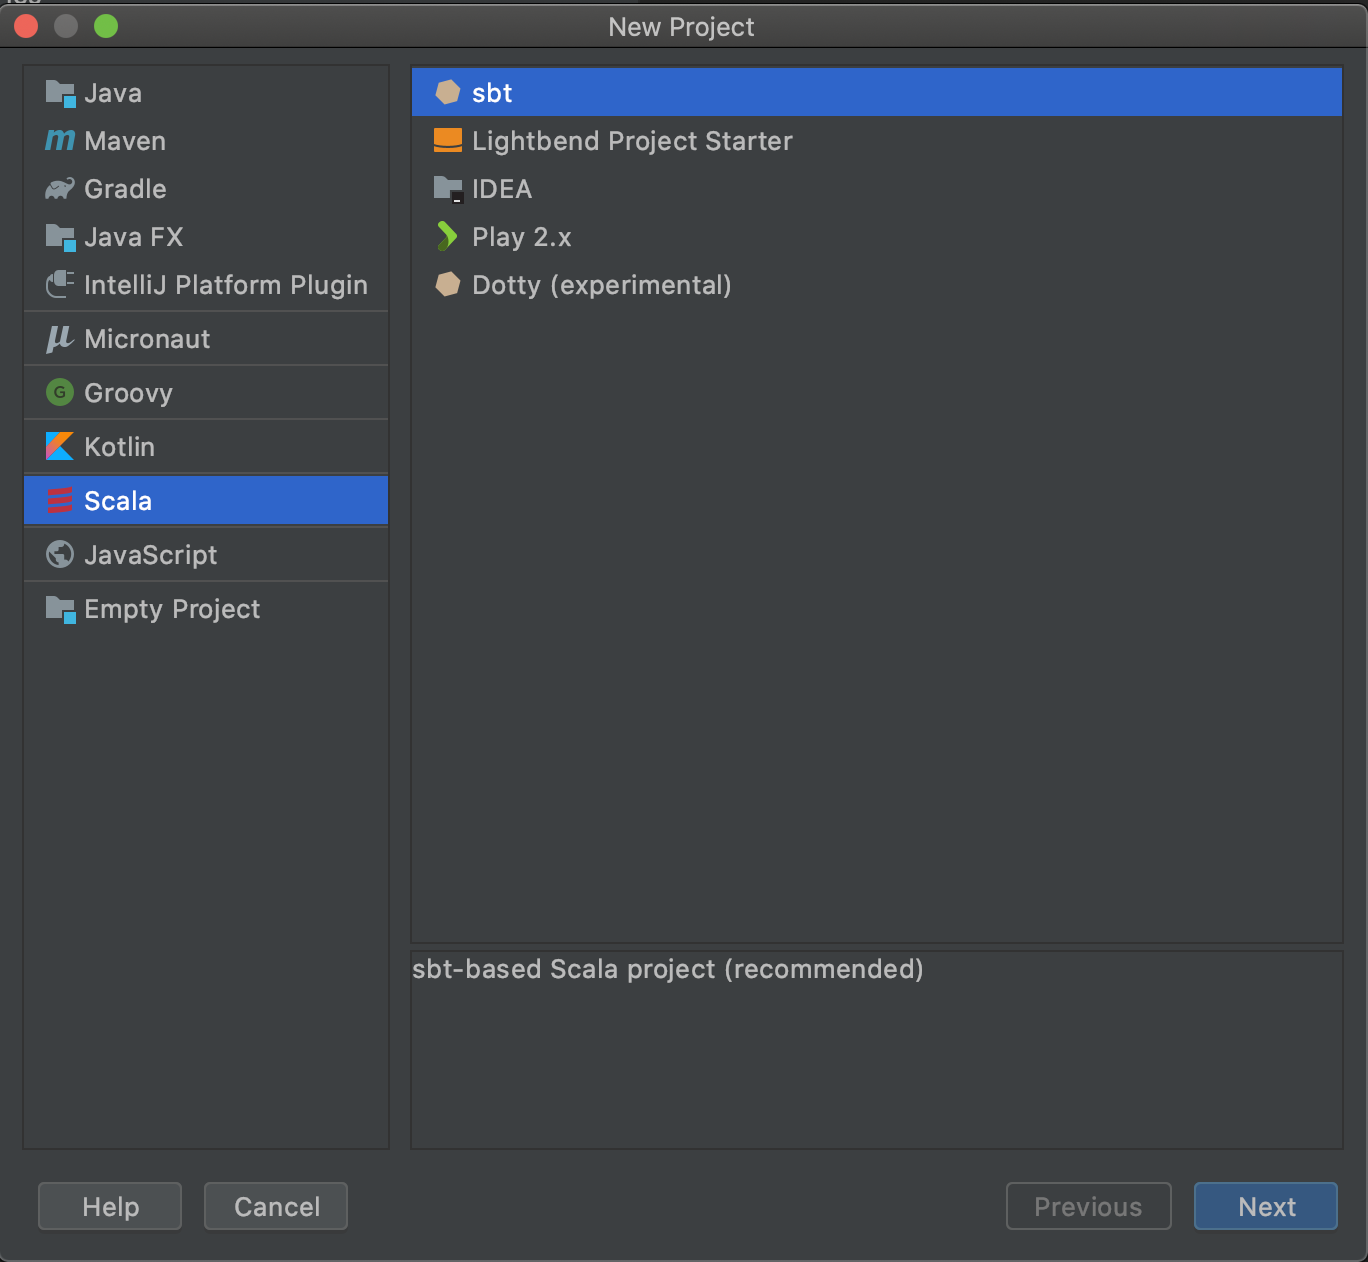 New Project
Java
Maven
Gradle
Java FX
IntelliJ Platform Plugin
Micronaut
G Groovy
Kotlin
Scala
JavaScript
Empty Project
sbt
Lightbend Project Starter
IDEA
Play 2.x
Dotty (experimental)
sbt-based Scala project (recommended)
Help
Cancel
Previous
Next